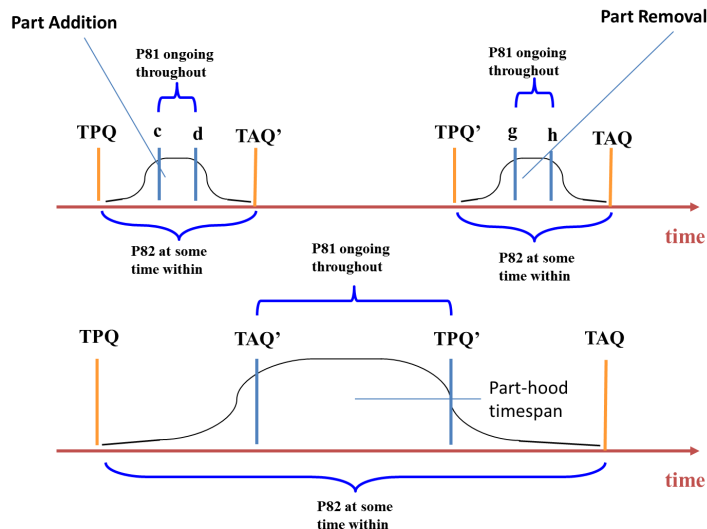 Part Addition
Part Removal
P81 ongoing
throughout
P81 ongoing
throughout
TPQ
c
d
TAQ’
TPQ’
g
h
TAQ
time
P82 at some
time within
P82 at some
time within
P81 ongoing
throughout
TPQ
TAQ’
TPQ’
TAQ
Part-hood
timespan
time
P82 at some
time within